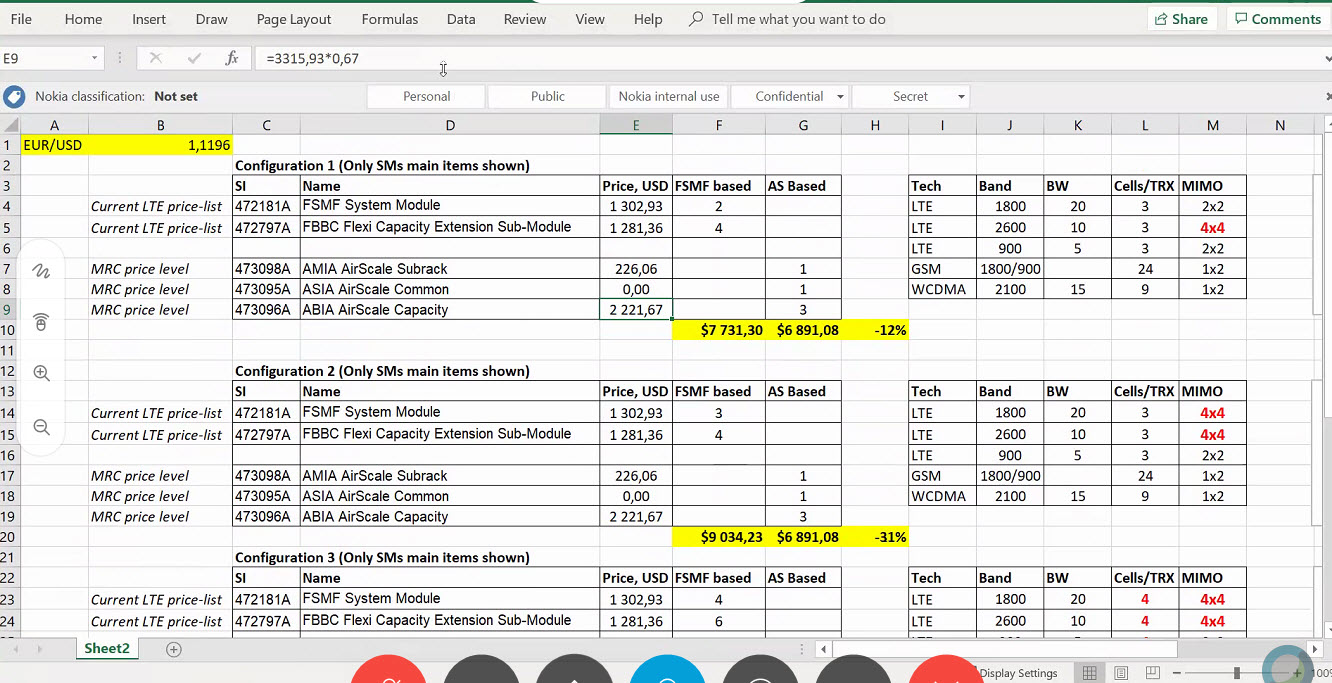 File Home Insert Draw Page Layout Formulas Data Review View Help Tell me what you want to do Share Comments
E9 fx =3315,93*0,67
Nokia classification: Not set Personal Public Nokia internal use Confidential Secret
A B C D E F G H I J K L M N
1 EUR/USD 1,1196
2 Configuration 1 (Only SMs main items shown)
3 SI Name Price, USD FSMF based AS Based Tech Band BW Cells/TRX MIMO
4 Current LTE price-list 472181A FSMF System Module 1 302,93 2 LTE 1800 20 3 2x2
5 Current LTE price-list 472797A FBBC Flexi Capacity Extension Sub-Module 1 281,36 4 LTE 2600 10 3 4x4
6 LTE 900 5 3 2x2
7 MRC price level 473098A AMIA AirScale Subrack 226,06 1 GSM 1800/900 24 1x2
8 MRC price level 473095A ASIA AirScale Common 0,00 1 WCDMA 2100 15 9 1x2
9 MRC price level 473096A ABIA AirScale Capacity 2 221,67 3
10 $7 731,30 $6 891,08 -12%
11
12 Configuration 2 (Only SMs main items shown)
13 SI Name Price, USD FSMF based AS Based Tech Band BW Cells/TRX MIMO
14 Current LTE price-list 472181A FSMF System Module 1 302,93 3 LTE 1800 20 3 4x4
15 Current LTE price-list 472797A FBBC Flexi Capacity Extension Sub-Module 1 281,36 4 LTE 2600 10 3 4x4
16 LTE 900 5 3 2x2
17 MRC price level 473098A AMIA AirScale Subrack 226,06 1 GSM 1800/900 24 1x2
18 MRC price level 473095A ASIA AirScale Common 0,00 1 WCDMA 2100 15 9 1x2
19 MRC price level 473096A ABIA AirScale Capacity 2 221,67 3
20 $9 034,23 $6 891,08 -31%
21 Configuration 3 (Only SMs main items shown)
22 SI Name Price, USD FSMF based AS Based Tech Band BW Cells/TRX MIMO
23 Current LTE price-list 472181A FSMF System Module 1 302,93 4 LTE 1800 20 4 4x4
24 Current LTE price-list 472797A FBBC Flexi Capacity Extension Sub-Module 1 281,36 6 LTE 2600 10 4 4x4
Sheet2
Display Settings